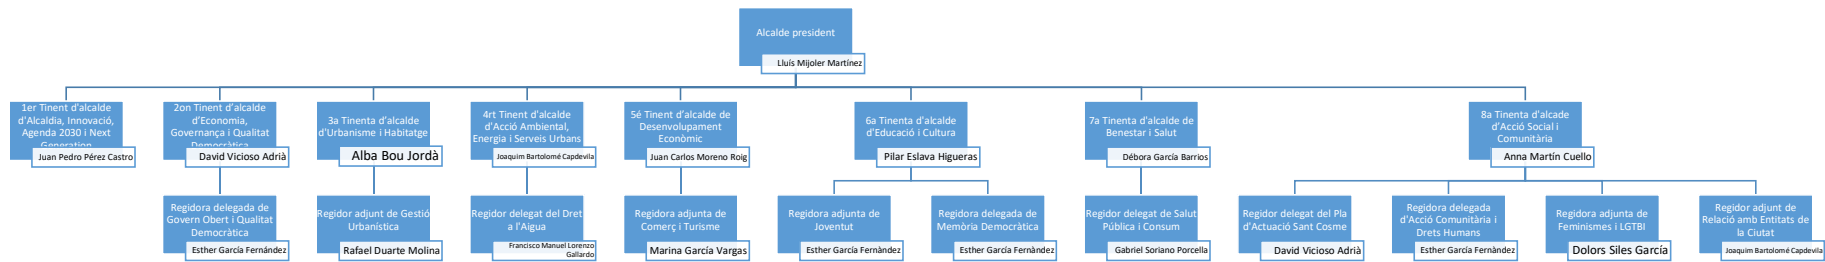 Alcalde president
Lluís Mijoler Martínez
1er Tinent d'alcalde
d'Alcaldia, Innovació,
Agenda 2030 i Next
Generation
Juan Pedro Pérez Castro
2on Tinent d'alcalde
d'Economia,
Governança i Qualitat
Democràtica
David Vicioso Adrià
3a Tinenta d'alcalde
d'Urbanisme i Habitatge
Alba Bou Jordà
4rt Tinent d'alcalde
d'Acció Ambiental,
Energia i Serveis Urbans
Joaquim Bartolomé Capdevila
5é Tinent d'alcalde de
Desenvolupament
Econòmic
Juan Carlos Moreno Roig
6a Tinenta d'alcalde
d'Educació i Cultura
Pilar Eslava Higueras
7a Tinenta d'alcalde de
Benestar i Salut
Débora García Barrios
8a Tinenta d'alcade
d'Acció Social i
Comunitària
Anna Martín Cuello
Regidora delegada de
Govern Obert i Qualitat
Democràtica
Esther García Fernández
Regidor adjunt de Gestió
Urbanística
Rafael Duarte Molina
Regidor delegat del Dret
a l'Aigua
Francisco Manuel Lorenzo
Gallardo
Regidora adjunta de
Comerç i Turisme
Marina García Vargas
Regidora adjunta de
Joventut
Esther García Fernàndez
Regidora delegada de
Memòria Democràtica
Esther García Fernández
Regidor delegat de Salut
Pública i Consum
Gabriel Soriano Porcella
Regidor delegat del Pla
d'Actuació Sant Cosme
David Vicioso Adrià
Regidora delegada
d'Acció Comunitària i
Drets Humans
Esther García Fernández
Regidora adjunta de
Feminismes i LGTBI
Dolors Siles García
Regidor adjunt de
Relació amb Entitats de
la Ciutat
Joaquim Bartolomé Capdevila